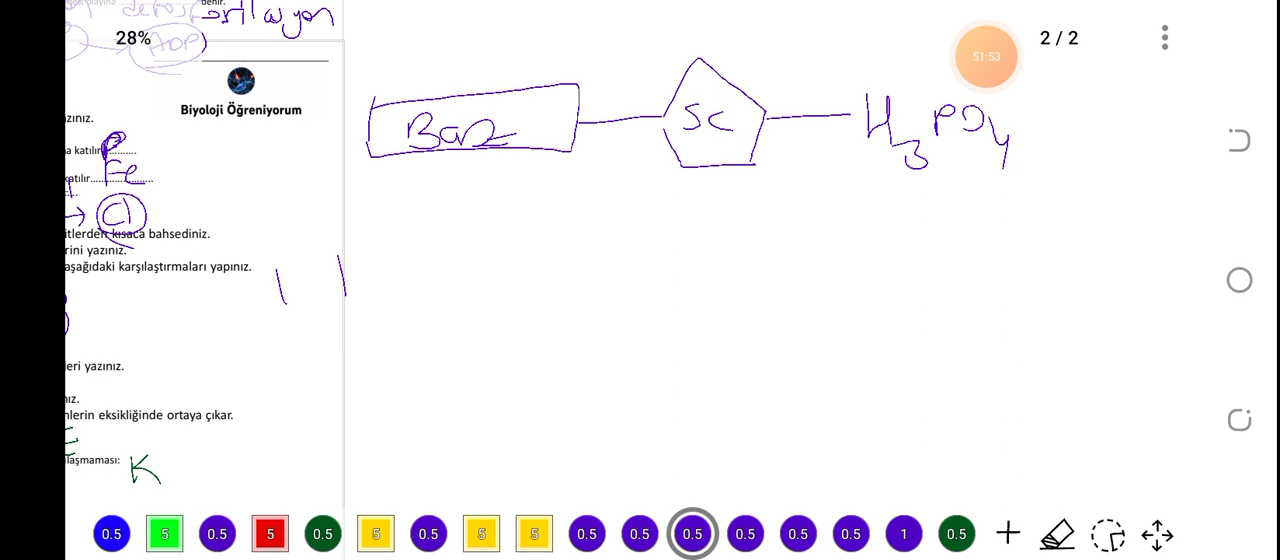 28%
2 / 2
51:53
ADP
Biyoloji Öğreniyorum
Baz
5C
H3PO4
zınız.
a katılır P...........
katılır......................
Fe
→ Cl
itlerden kısaca bahsediniz.
rini yazınız.
aşağıdaki karşılaştırmaları yapınız.
leri yazınız.
nız.
nlerin eksikliğinde ortaya çıkar.
E
laşmaması: K
0.5 5 0.5 5 0.5 5 0.5 5 5 0.5 0.5 0.5 0.5 0.5 0.5 1 0.5